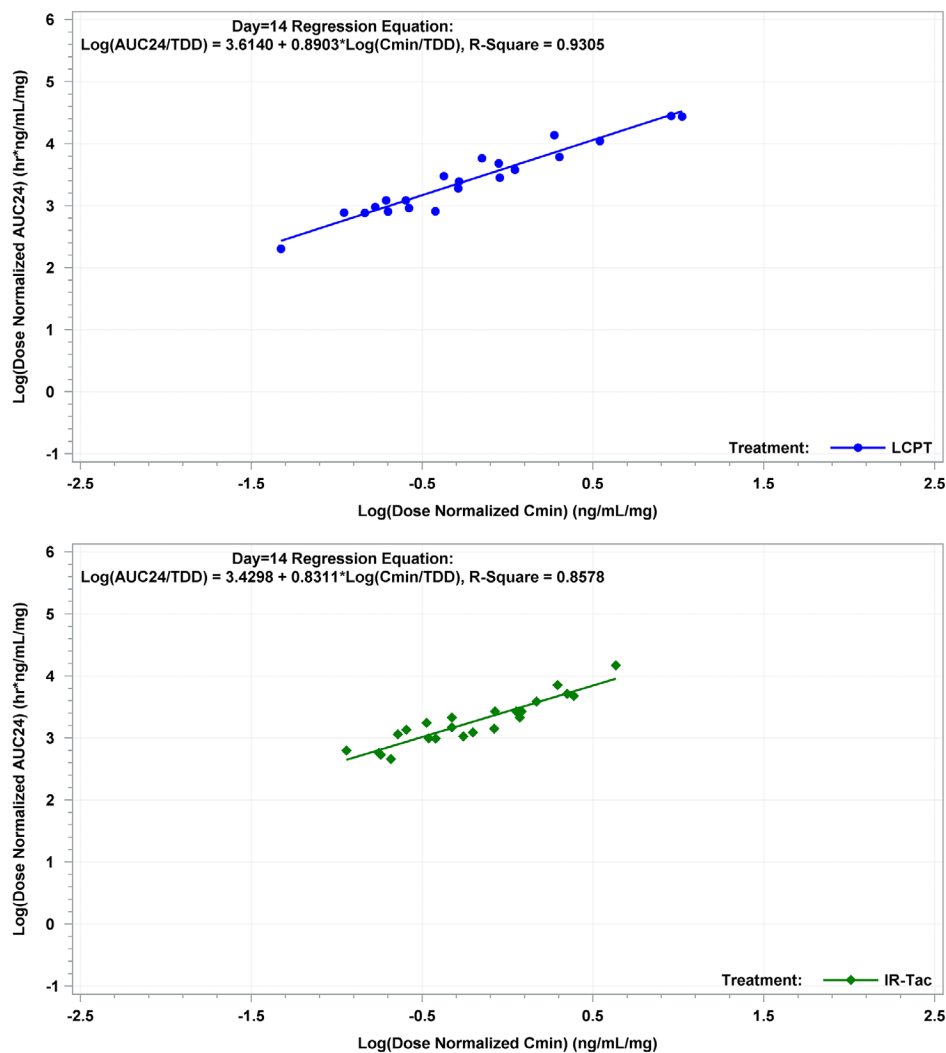 Day=14 Regression Equation:
Log(AUC24/TDD) = 3.6140 + 0.8903*Log(Cmin/TDD), R-Square = 0.9305
Log(Dose Normalized AUC24) (hr*ng/mL/mg)
6
5
4
3
2
1
0
-1
Treatment: LCPT
-2.5 -1.5 -0.5 0.5 1.5 2.5
Log(Dose Normalized Cmin) (ng/mL/mg)
Day=14 Regression Equation:
Log(AUC24/TDD) = 3.4298 + 0.8311*Log(Cmin/TDD), R-Square = 0.8578
Log(Dose Normalized AUC24) (hr*ng/mL/mg)
6
5
4
3
2
1
0
-1
Treatment: IR-Tac
-2.5 -1.5 -0.5 0.5 1.5 2.5
Log(Dose Normalized Cmin) (ng/mL/mg)